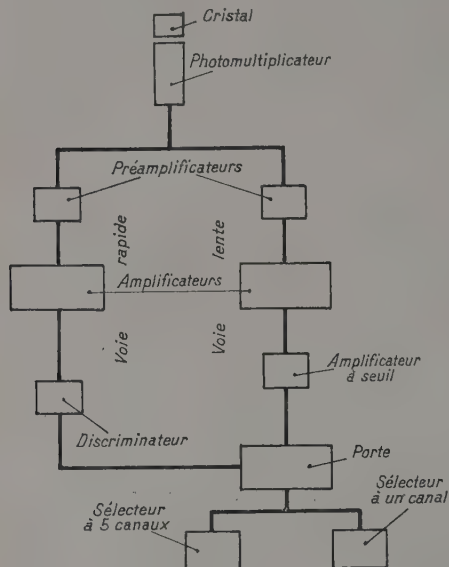 Cristal
Photomultiplicateur
Préamplificateurs
Voie rapide
Voie lente
Amplificateurs
Amplificateur
à seuil
Discriminateur
Porte
Sélecteur
à 5 canaux
Sélecteur
à un canal